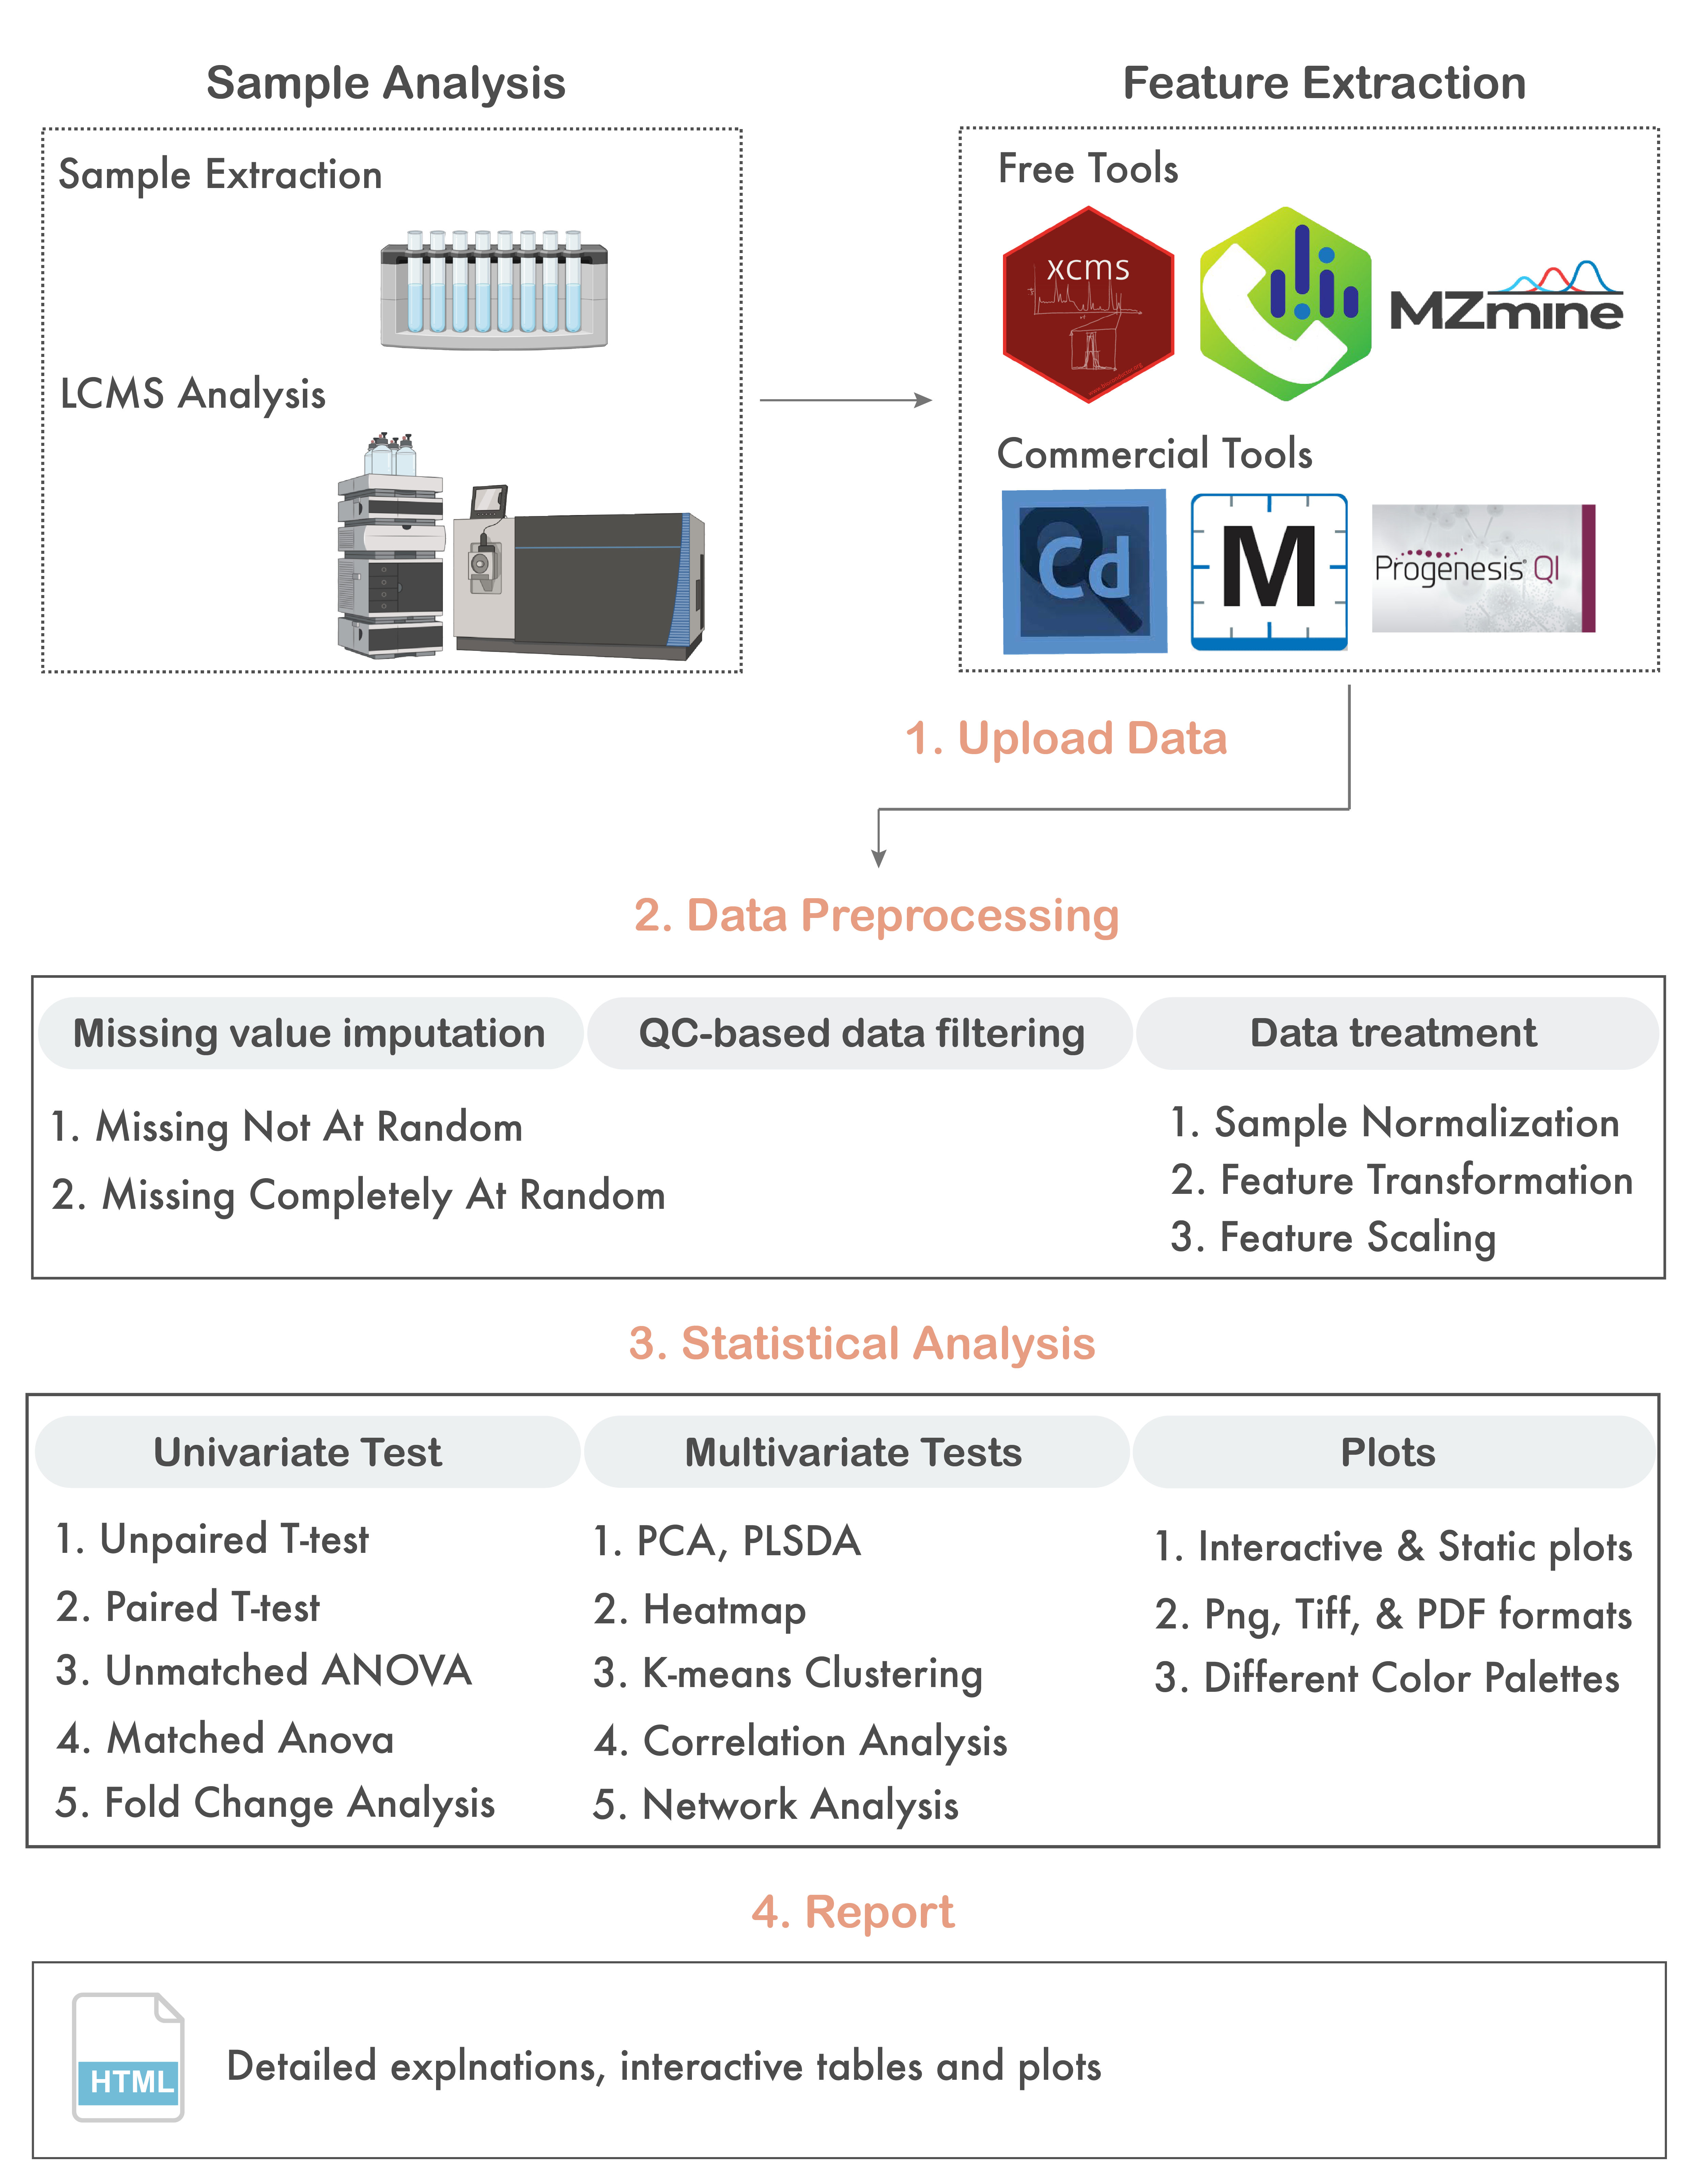 Sample Analysis
Sample Extraction
LCMS Analysis
Feature Extraction
Free Tools
xcms
MZmine
Commercial Tools
Cd
M
Progenesis QI
1. Upload Data
2. Data Preprocessing
Missing value imputation
1. Missing Not At Random
2. Missing Completely At Random
QC-based data filtering
Data treatment
1. Sample Normalization
2. Feature Transformation
3. Feature Scaling
3. Statistical Analysis
Univariate Test
1. Unpaired T-test
2. Paired T-test
3. Unmatched ANOVA
4. Matched Anova
5. Fold Change Analysis
Multivariate Tests
1. PCA, PLSDA
2. Heatmap
3. K-means Clustering
4. Correlation Analysis
5. Network Analysis
Plots
1. Interactive & Static plots
2. Png, Tiff, & PDF formats
3. Different Color Palettes
4. Report
HTML
Detailed explnations, interactive tables and plots